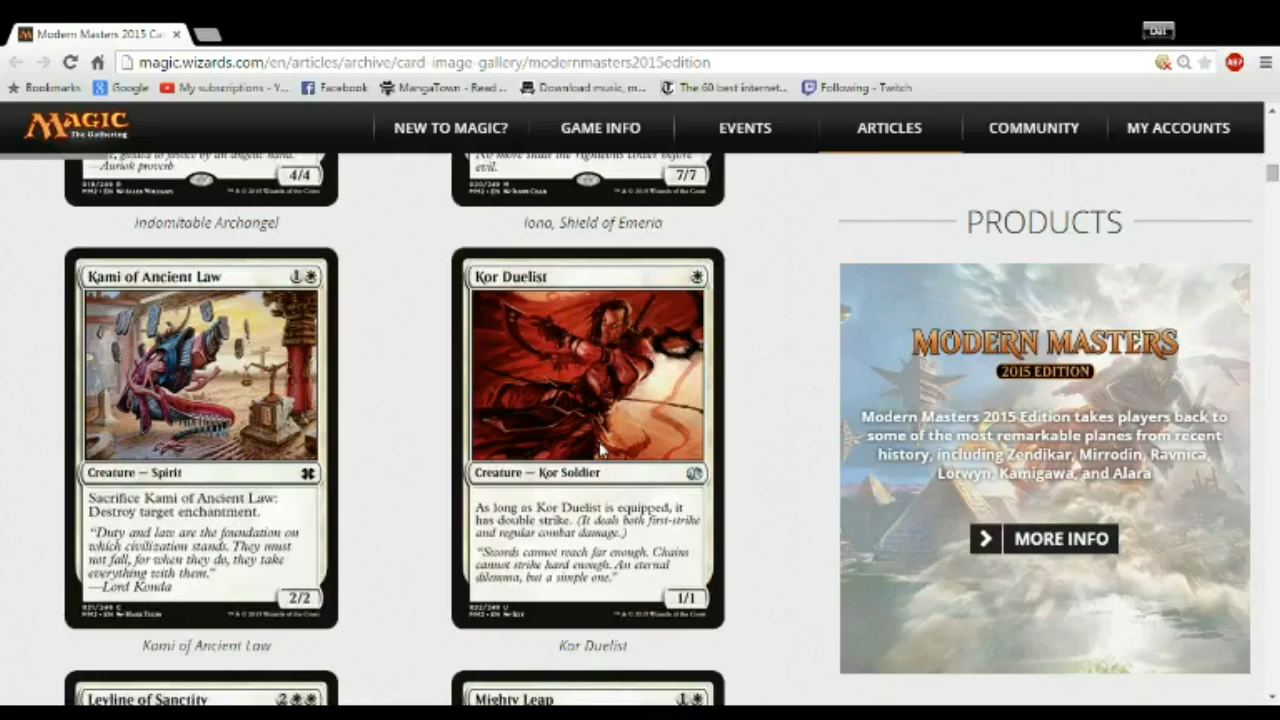 Modern Masters 2015 Ca
magic.wizards.com/en/articles/archive/card-image-gallery/modernmasters2015edition
ABP
Bookmarks Google My subscriptions - Y... Facebook MangaTown - Read ... Download music, m... The 60 best internet... Following - Twitch
MAGIC
The Gathering
NEW TO MAGIC? GAME INFO EVENTS ARTICLES COMMUNITY MY ACCOUNTS
—Auriok proverb
4/4
evil.
7/7
Indomitable Archangel
Iona, Shield of Emeria
Kami of Ancient Law 1
Creature — Spirit
Sacrifice Kami of Ancient Law:
Destroy target enchantment.
"Duty and law are the foundation on
which civilization stands. They must
not fall, for when they do, they take
everything with them."
—Lord Konda
2/2
Kami of Ancient Law
Kor Duelist
Creature — Kor Soldier
As long as Kor Duelist is equipped, it
has double strike. (It deals both first-strike
and regular combat damage.)
"Swords cannot reach far enough. Chains
cannot strike hard enough. An eternal
dilemma, but a simple one."
1/1
Kor Duelist
Leyline of Sanctity 2
Mighty Leap 1
PRODUCTS
MODERN MASTERS
2015 EDITION
Modern Masters 2015 Edition takes players back to
some of the most remarkable planes from recent
history, including Zendikar, Mirrodin, Ravnica,
Lorwyn, Kamigawa, and Alara
MORE INFO